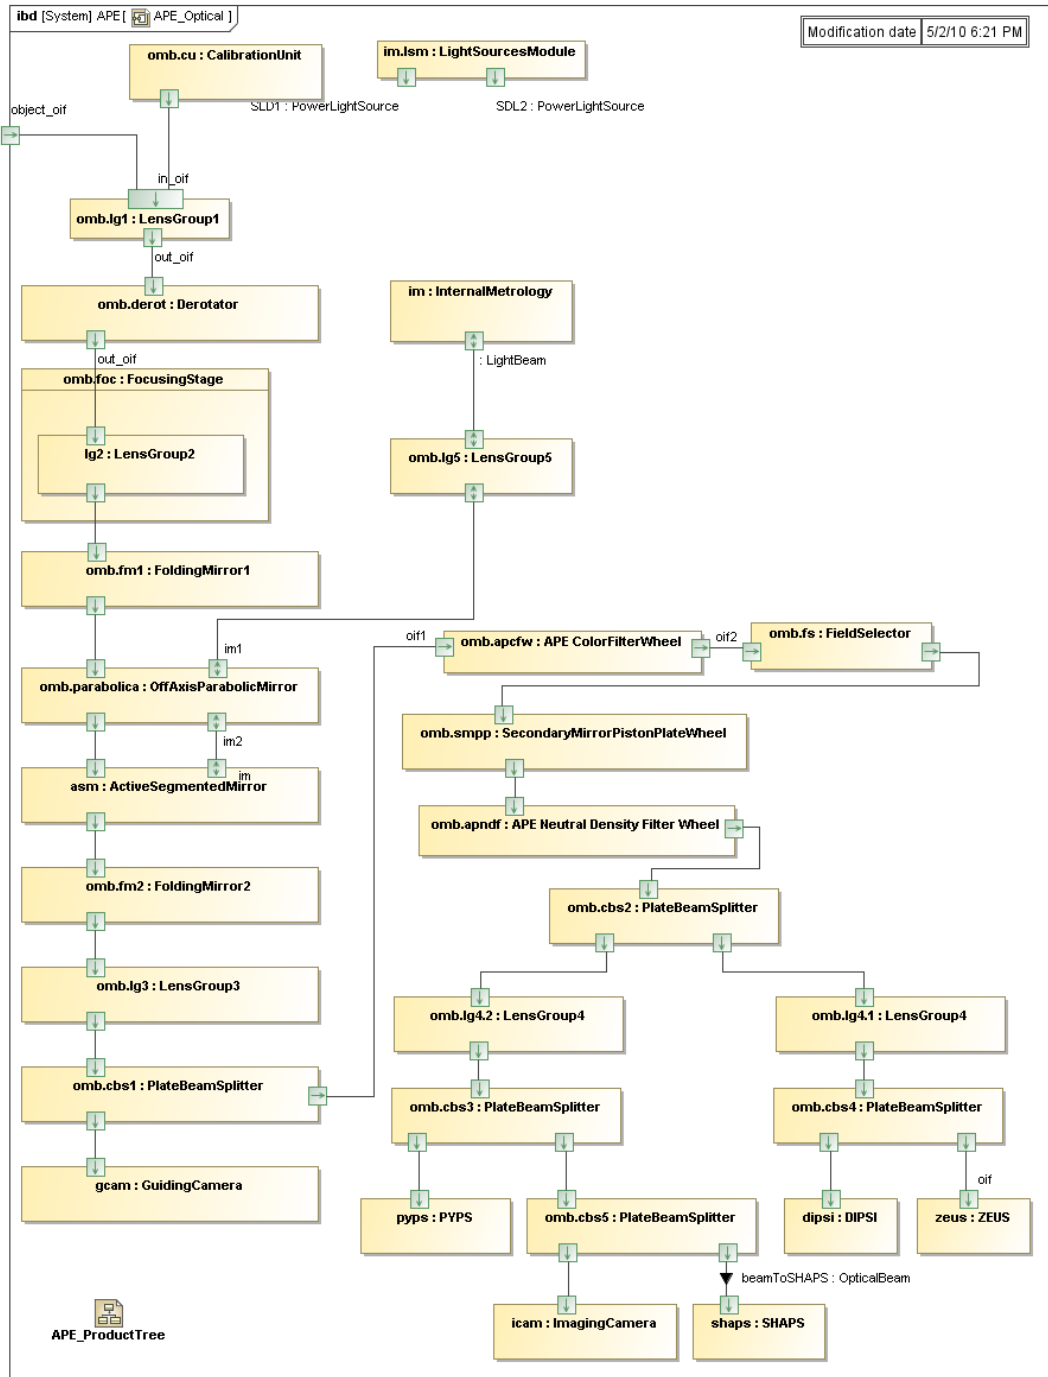 ibd [System] APE[ APE_Optical ]
Modification date 5/2/10 6:21 PM
omb.cu : CalibrationUnit
im.lsm : LightSourcesModule
SLD1 : PowerLightSource
SDL2 : PowerLightSource
object_oif
in_oif
omb.lg1 : LensGroup1
out_oif
omb.derot : Derotator
im : InternalMetrology
out_oif
: LightBeam
omb.foc : FocusingStage
lg2 : LensGroup2
omb.lg5 : LensGroup5
omb.fm1 : FoldingMirror1
oif1
omb.apcfw : APE ColorFilterWheel
oif2
omb.fs : FieldSelector
im1
omb.parabolica : OffAxisParabolicMirror
omb.smpp : SecondaryMirrorPistonPlateWheel
im2
im
asm : ActiveSegmentedMirror
omb.apndf : APE Neutral Density Filter Wheel
omb.fm2 : FoldingMirror2
omb.cbs2 : PlateBeamSplitter
omb.lg3 : LensGroup3
omb.lg4.2 : LensGroup4
omb.lg4.1 : LensGroup4
omb.cbs1 : PlateBeamSplitter
omb.cbs3 : PlateBeamSplitter
omb.cbs4 : PlateBeamSplitter
gcam : GuidingCamera
oif
pyps : PYPS
omb.cbs5 : PlateBeamSplitter
dipsi : DIPSI
zeus : ZEUS
beamToSHAPS : OpticalBeam
icam : ImagingCamera
shaps : SHAPS
APE_ProductTree